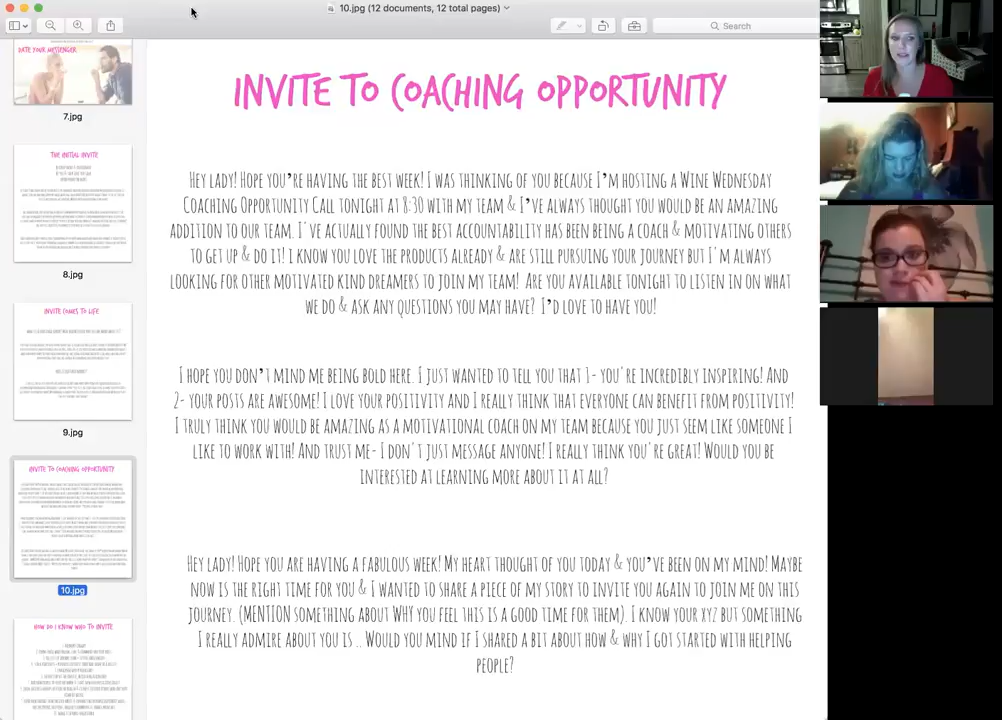 10.jpg (12 documents, 12 total pages)
Search
DATE YOUR MESSENGER
7.jpg
THE INITIAL INVITE
8.jpg
INVITE COMES TO LIFE
9.jpg
INVITE TO COACHING OPPORTUNITY
10.jpg
HOW DO I KNOW WHO TO INVITE
INVITE TO COACHING OPPORTUNITY
HEY LADY! HOPE YOU'RE HAVING THE BEST WEEK! I WAS THINKING OF YOU BECAUSE I'M HOSTING A WINE WEDNESDAY
COACHING OPPORTUNITY CALL TONIGHT AT 8:30 WITH MY TEAM & I'VE ALWAYS THOUGHT YOU WOULD BE AN AMAZING
ADDITION TO OUR TEAM. I'VE ACTUALLY FOUND THE BEST ACCOUNTABILITY HAS BEEN BEING A COACH & MOTIVATING OTHERS
TO GET UP & DO IT! I KNOW YOU LOVE THE PRODUCTS ALREADY & ARE STILL PURSUING YOUR JOURNEY BUT I'M ALWAYS
LOOKING FOR OTHER MOTIVATED KIND DREAMERS TO JOIN MY TEAM! ARE YOU AVAILABLE TONIGHT TO LISTEN IN ON WHAT
WE DO & ASK ANY QUESTIONS YOU MAY HAVE? I'D LOVE TO HAVE YOU!
I HOPE YOU DON'T MIND ME BEING BOLD HERE. I JUST WANTED TO TELL YOU THAT 1- YOU'RE INCREDIBLY INSPIRING! AND
2- YOUR POSTS ARE AWESOME! I LOVE YOUR POSITIVITY AND I REALLY THINK THAT EVERYONE CAN BENEFIT FROM POSITIVITY!
I TRULY THINK YOU WOULD BE AMAZING AS A MOTIVATIONAL COACH ON MY TEAM BECAUSE YOU JUST SEEM LIKE SOMEONE I
LIKE TO WORK WITH! AND TRUST ME- I DON'T JUST MESSAGE ANYONE! I REALLY THINK YOU'RE GREAT! WOULD YOU BE
INTERESTED AT LEARNING MORE ABOUT IT AT ALL?
HEY LADY! HOPE YOU ARE HAVING A FABULOUS WEEK! MY HEART THOUGHT OF YOU TODAY & YOU'VE BEEN ON MY MIND! MAYBE
NOW IS THE RIGHT TIME FOR YOU & I WANTED TO SHARE A PIECE OF MY STORY TO INVITE YOU AGAIN TO JOIN ME ON THIS
JOURNEY. (MENTION SOMETHING ABOUT WHY YOU FEEL THIS IS A GOOD TIME FOR THEM). I KNOW YOUR XYZ BUT SOMETHING
I REALLY ADMIRE ABOUT YOU IS .. WOULD YOU MIND IF I SHARED A BIT ABOUT HOW & WHY I GOT STARTED WITH HELPING
PEOPLE?